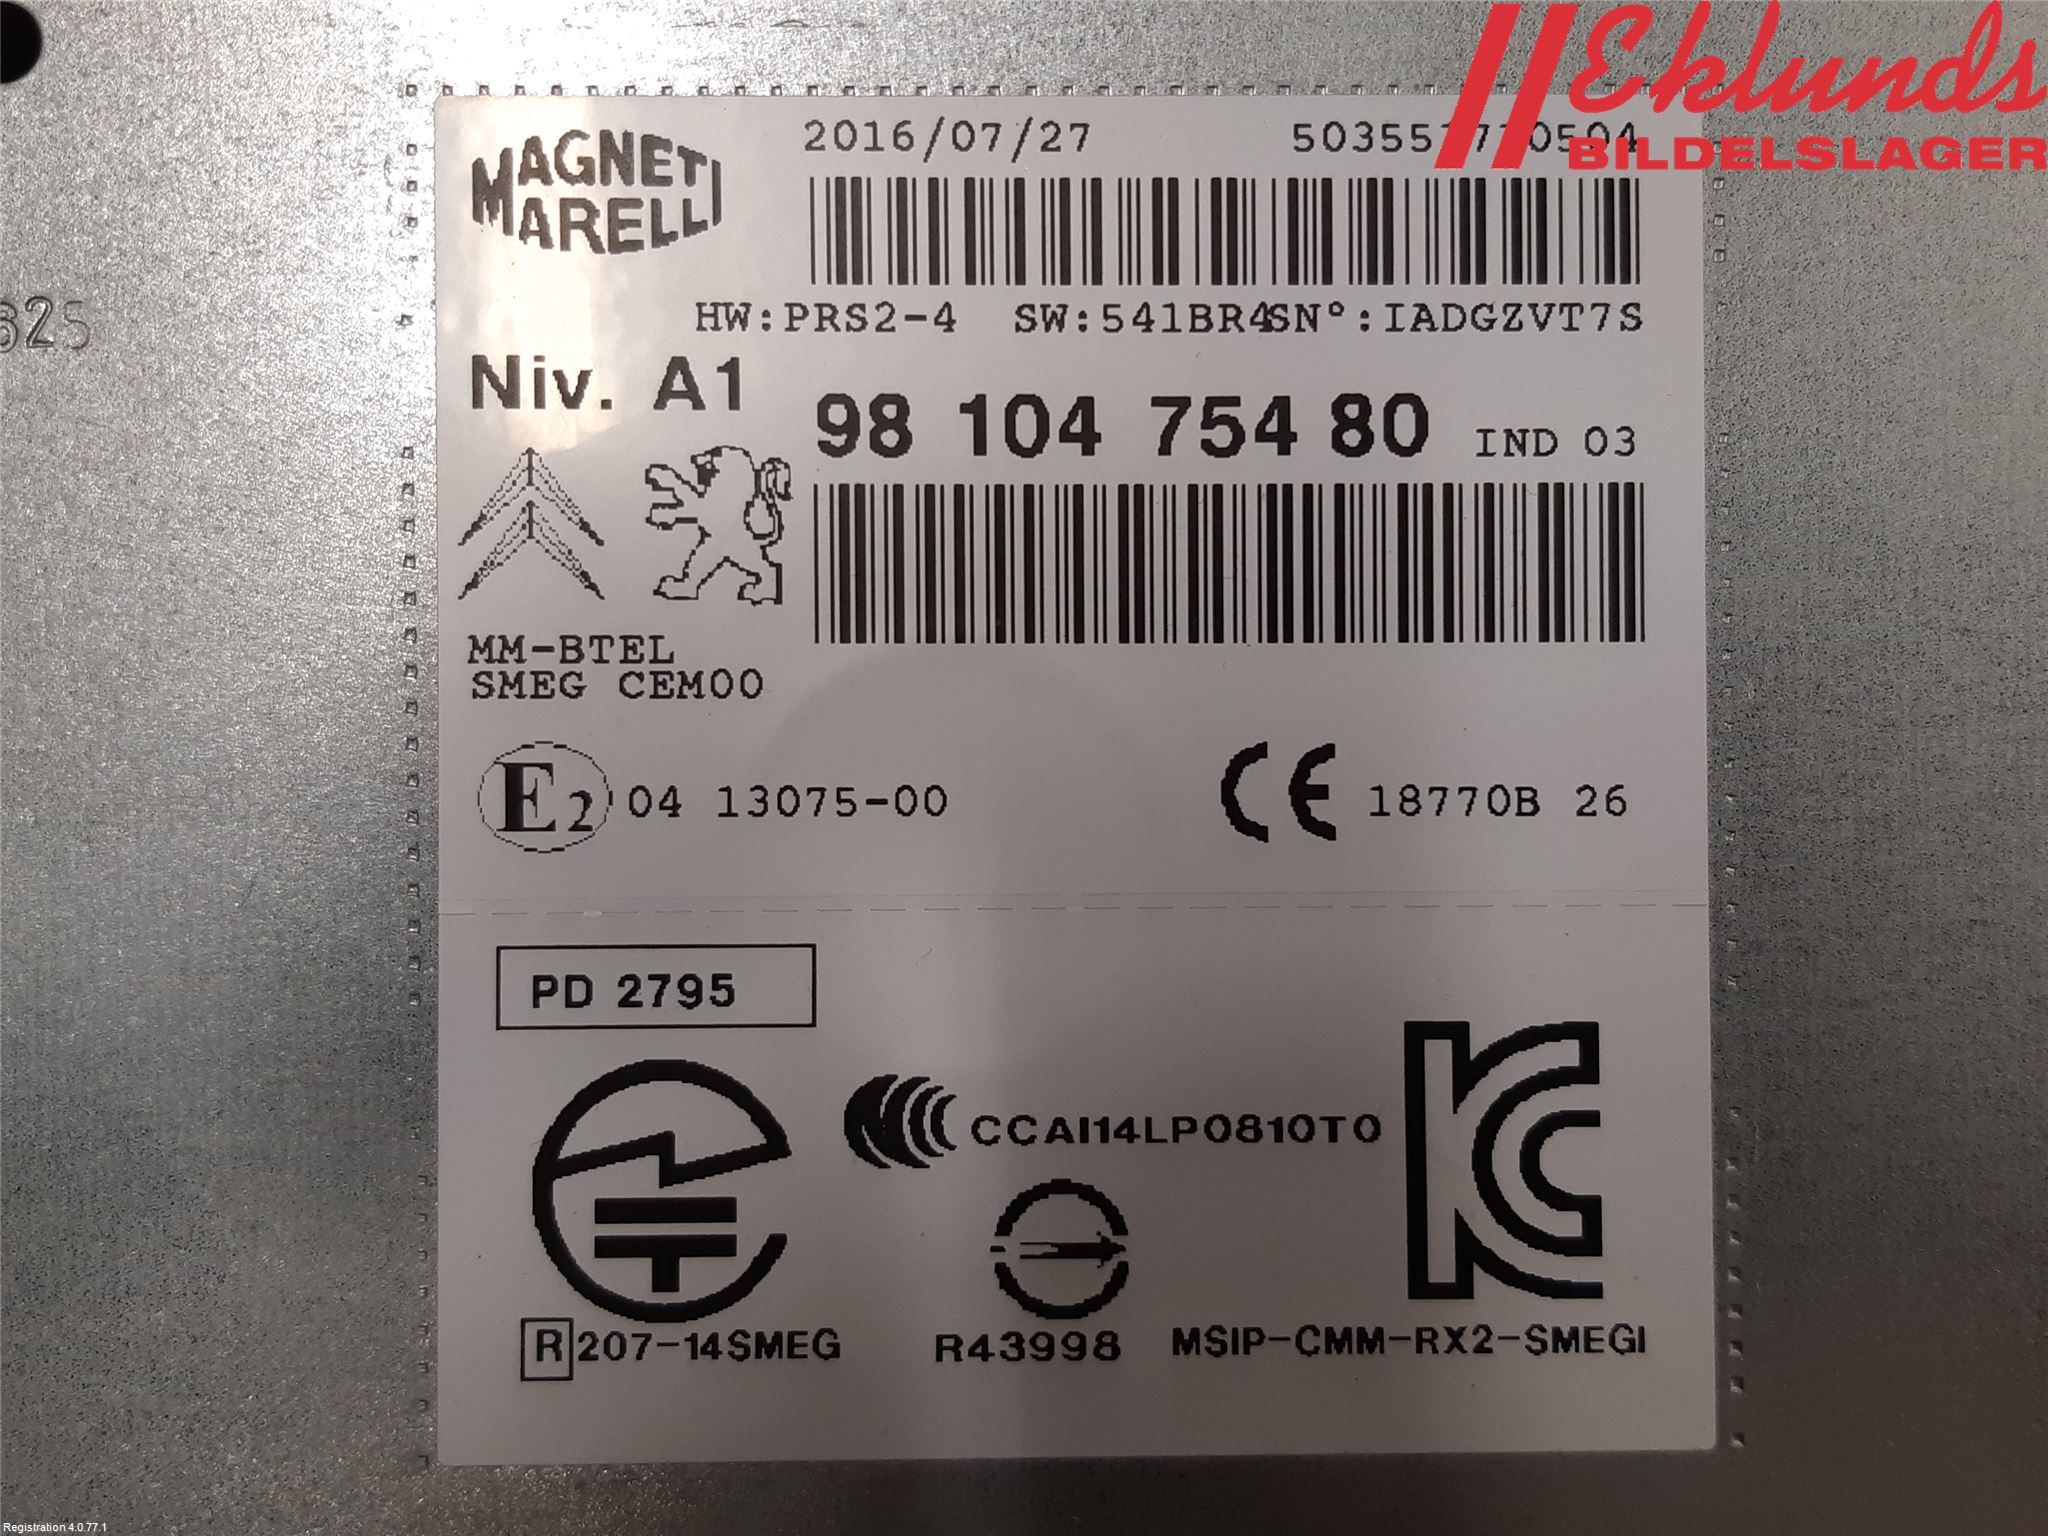 Eklunds
BILDELSLAGER
MAGNETI
MARELLI
2016/07/27
HW:PRS2-4 SW:541BR4SN°:IADGZVT7S
Niv. A1
98 104 754 80 IND 03
MM-BTEL
SMEG CEM00
E2 04 13075-00
CE 18770B 26
PD 2795
CCAI14LP0810T0
R 207-14SMEG
R43998
MSIP-CMM-RX2-SMEGI
Registration 4.0.77.1